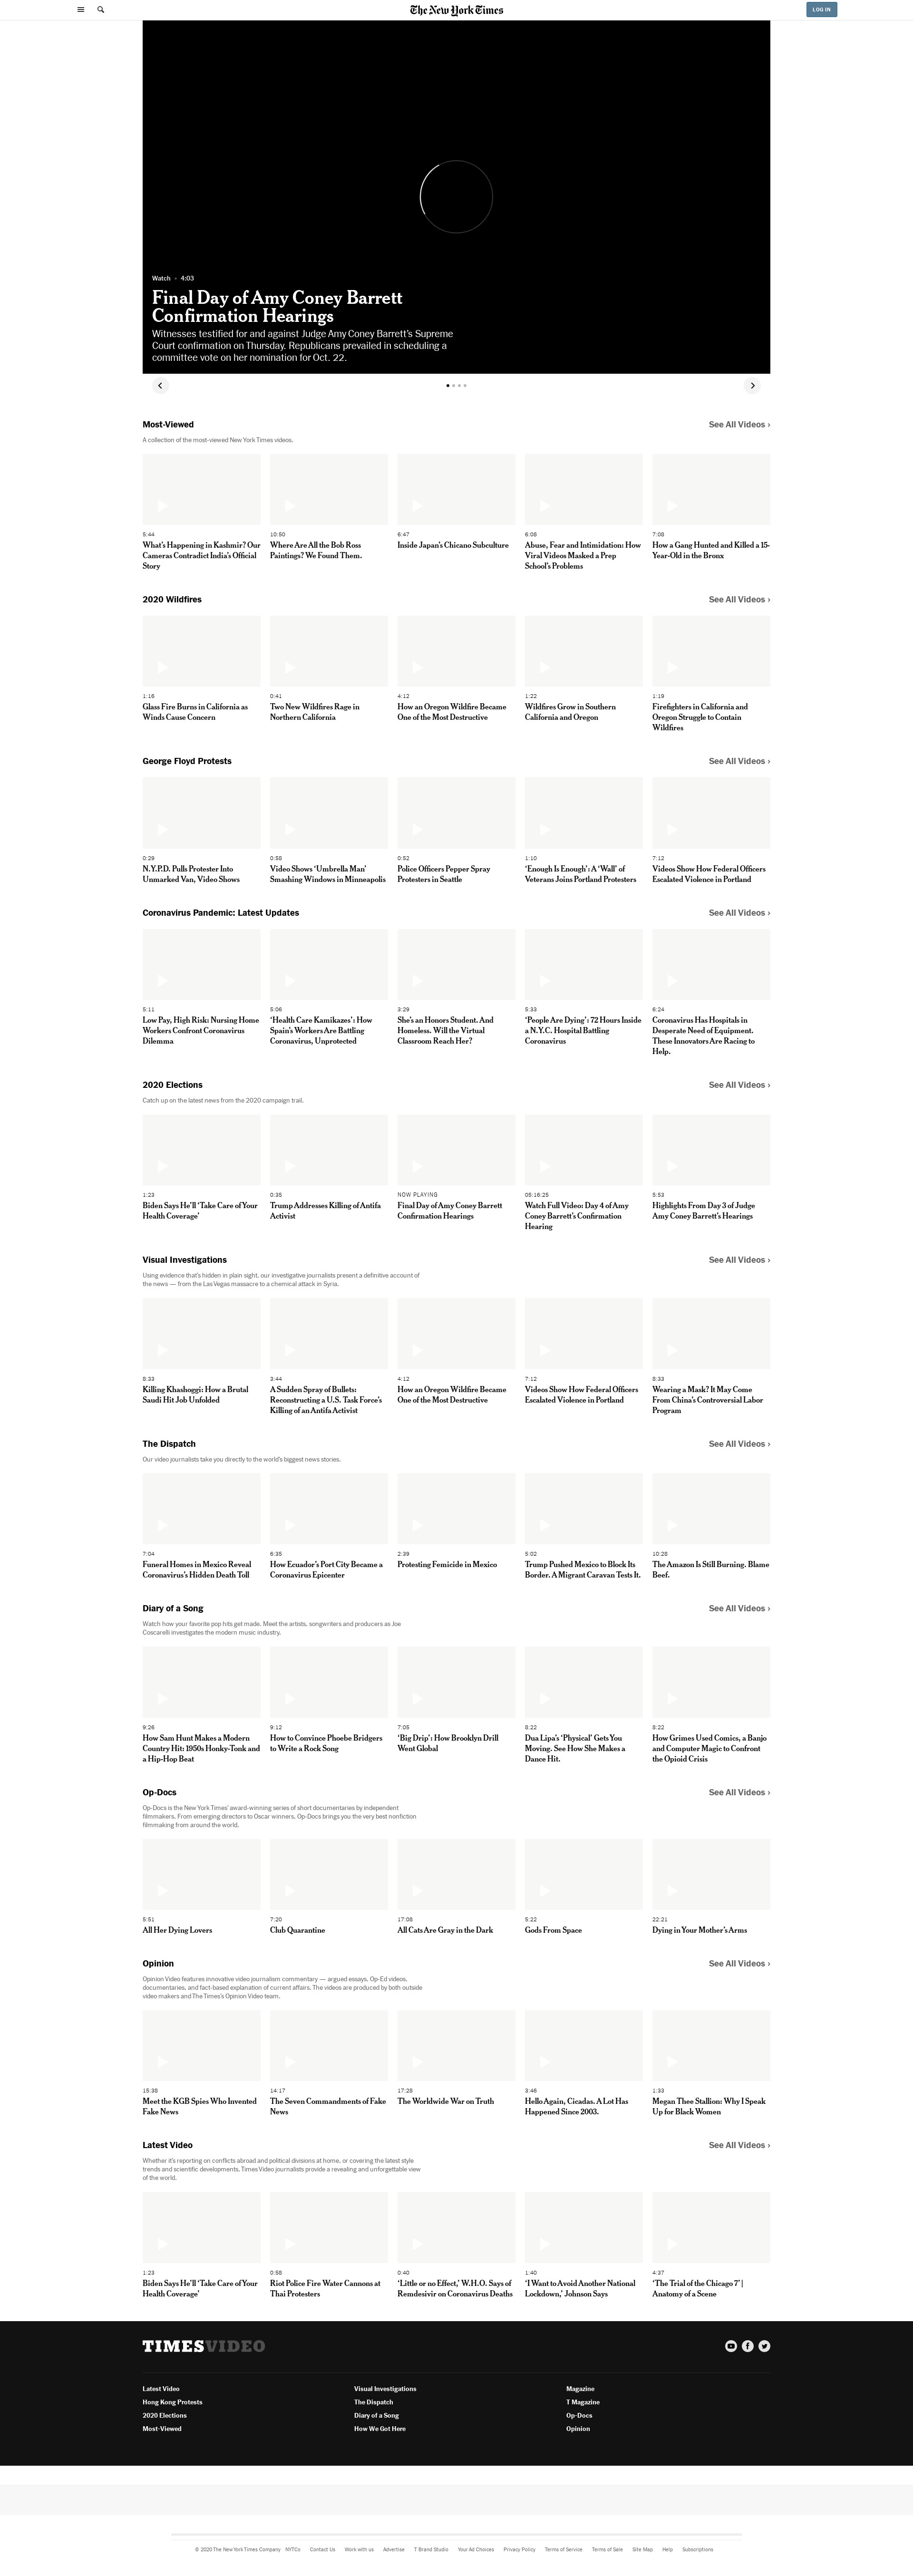 The New York Times
LOG IN
Watch • 4:03
Final Day of Amy Coney Barrett
Confirmation Hearings
Witnesses testified for and against Judge Amy Coney Barrett's Supreme
Court confirmation on Thursday. Republicans prevailed in scheduling a
committee vote on her nomination for Oct. 22.
Most-Viewed
See All Videos ›
A collection of the most-viewed New York Times videos.
5:44
What's Happening in Kashmir? Our
Cameras Contradict India's Official
Story
10:50
Where Are All the Bob Ross
Paintings? We Found Them.
6:47
Inside Japan's Chicano Subculture
6:08
Abuse, Fear and Intimidation: How
Viral Videos Masked a Prep
School's Problems
7:08
How a Gang Hunted and Killed a 15-
Year-Old in the Bronx
2020 Wildfires
See All Videos ›
1:16
Glass Fire Burns in California as
Winds Cause Concern
0:41
Two New Wildfires Rage in
Northern California
4:12
How an Oregon Wildfire Became
One of the Most Destructive
1:22
Wildfires Grow in Southern
California and Oregon
1:19
Firefighters in California and
Oregon Struggle to Contain
Wildfires
George Floyd Protests
See All Videos ›
0:29
N.Y.P.D. Pulls Protester Into
Unmarked Van, Video Shows
0:58
Video Shows 'Umbrella Man'
Smashing Windows in Minneapolis
0:52
Police Officers Pepper Spray
Protesters in Seattle
1:10
'Enough Is Enough': A 'Wall' of
Veterans Joins Portland Protesters
7:12
Videos Show How Federal Officers
Escalated Violence in Portland
Coronavirus Pandemic: Latest Updates
See All Videos ›
5:11
Low Pay, High Risk: Nursing Home
Workers Confront Coronavirus
Dilemma
5:06
'Health Care Kamikazes': How
Spain's Workers Are Battling
Coronavirus, Unprotected
3:29
She's an Honors Student. And
Homeless. Will the Virtual
Classroom Reach Her?
5:33
'People Are Dying': 72 Hours Inside
a N.Y.C. Hospital Battling
Coronavirus
6:24
Coronavirus Has Hospitals in
Desperate Need of Equipment.
These Innovators Are Racing to
Help.
2020 Elections
See All Videos ›
Catch up on the latest news from the 2020 campaign trail.
1:23
Biden Says He'll 'Take Care of Your
Health Coverage'
0:35
Trump Addresses Killing of Antifa
Activist
NOW PLAYING
Final Day of Amy Coney Barrett
Confirmation Hearings
05:16:25
Watch Full Video: Day 4 of Amy
Coney Barrett's Confirmation
Hearing
5:53
Highlights From Day 3 of Judge
Amy Coney Barrett's Hearings
Visual Investigations
See All Videos ›
Using evidence that's hidden in plain sight, our investigative journalists present a definitive account of
the news — from the Las Vegas massacre to a chemical attack in Syria.
8:33
Killing Khashoggi: How a Brutal
Saudi Hit Job Unfolded
3:44
A Sudden Spray of Bullets:
Reconstructing a U.S. Task Force's
Killing of an Antifa Activist
4:12
How an Oregon Wildfire Became
One of the Most Destructive
7:12
Videos Show How Federal Officers
Escalated Violence in Portland
8:33
Wearing a Mask? It May Come
From China's Controversial Labor
Program
The Dispatch
See All Videos ›
Our video journalists take you directly to the world's biggest news stories.
7:04
Funeral Homes in Mexico Reveal
Coronavirus's Hidden Death Toll
6:35
How Ecuador's Port City Became a
Coronavirus Epicenter
2:39
Protesting Femicide in Mexico
5:02
Trump Pushed Mexico to Block Its
Border. A Migrant Caravan Tests It.
10:28
The Amazon Is Still Burning. Blame
Beef.
Diary of a Song
See All Videos ›
Watch how your favorite pop hits get made. Meet the artists, songwriters and producers as Joe
Coscarelli investigates the modern music industry.
9:26
How Sam Hunt Makes a Modern
Country Hit: 1950s Honky-Tonk and
a Hip-Hop Beat
9:12
How to Convince Phoebe Bridgers
to Write a Rock Song
7:05
'Big Drip': How Brooklyn Drill
Went Global
8:22
Dua Lipa's 'Physical' Gets You
Moving. See How She Makes a
Dance Hit.
8:22
How Grimes Used Comics, a Banjo
and Computer Magic to Confront
the Opioid Crisis
Op-Docs
See All Videos ›
Op-Docs is the New York Times' award-winning series of short documentaries by independent
filmmakers. From emerging directors to Oscar winners, Op-Docs brings you the very best nonfiction
filmmaking from around the world.
5:51
All Her Dying Lovers
7:20
Club Quarantine
17:08
All Cats Are Gray in the Dark
5:22
Gods From Space
22:21
Dying in Your Mother's Arms
Opinion
See All Videos ›
Opinion Video features innovative video journalism commentary — argued essays, Op-Ed videos,
documentaries, and fact-based explanation of current affairs. The videos are produced by both outside
video makers and The Times's Opinion Video team.
15:38
Meet the KGB Spies Who Invented
Fake News
14:17
The Seven Commandments of Fake
News
17:28
The Worldwide War on Truth
3:46
Hello Again, Cicadas. A Lot Has
Happened Since 2003.
1:33
Megan Thee Stallion: Why I Speak
Up for Black Women
Latest Video
See All Videos ›
Whether it's reporting on conflicts abroad and political divisions at home, or covering the latest style
trends and scientific developments, Times Video journalists provide a revealing and unforgettable view
of the world.
1:23
Biden Says He'll 'Take Care of Your
Health Coverage'
0:58
Riot Police Fire Water Cannons at
Thai Protesters
0:40
'Little or no Effect,' W.H.O. Says of
Remdesivir on Coronavirus Deaths
1:40
'I Want to Avoid Another National
Lockdown,' Johnson Says
4:37
'The Trial of the Chicago 7' |
Anatomy of a Scene
TIMESVIDEO
Latest Video
Hong Kong Protests
2020 Elections
Most-Viewed
Visual Investigations
The Dispatch
Diary of a Song
How We Got Here
Magazine
T Magazine
Op-Docs
Opinion
© 2020 The New York Times Company NYTCo Contact Us Work with us Advertise T Brand Studio Your Ad Choices Privacy Policy Terms of Service Terms of Sale Site Map Help Subscriptions